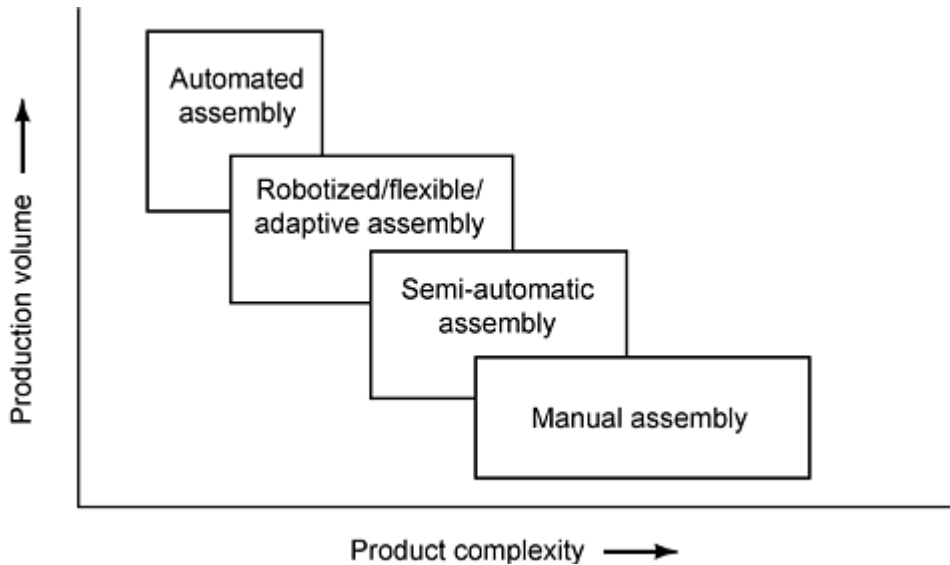 Automated
assembly
Robotized/flexible/
adaptive assembly
Semi-automatic
assembly
Manual assembly
Production volume
Product complexity